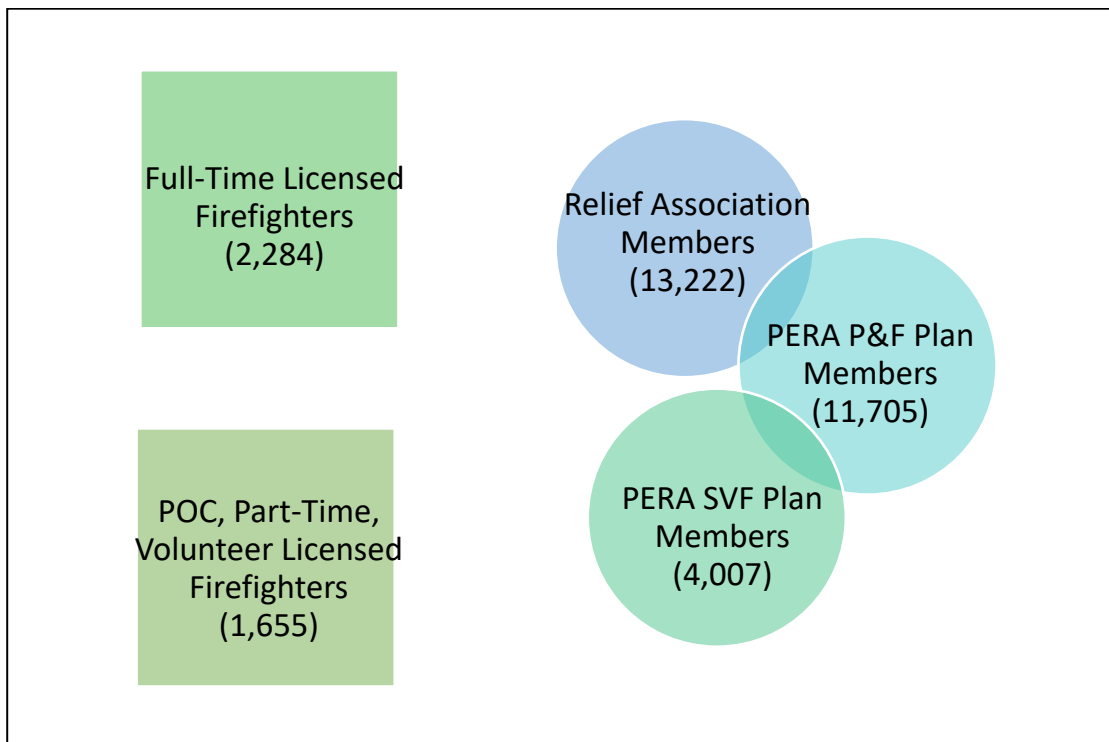 Full-Time Licensed
Firefighters
(2,284)
POC, Part-Time,
Volunteer Licensed
Firefighters
(1,655)
Relief Association
Members
(13,222)
PERA P&F Plan
Members
(11,705)
PERA SVF Plan
Members
(4,007)